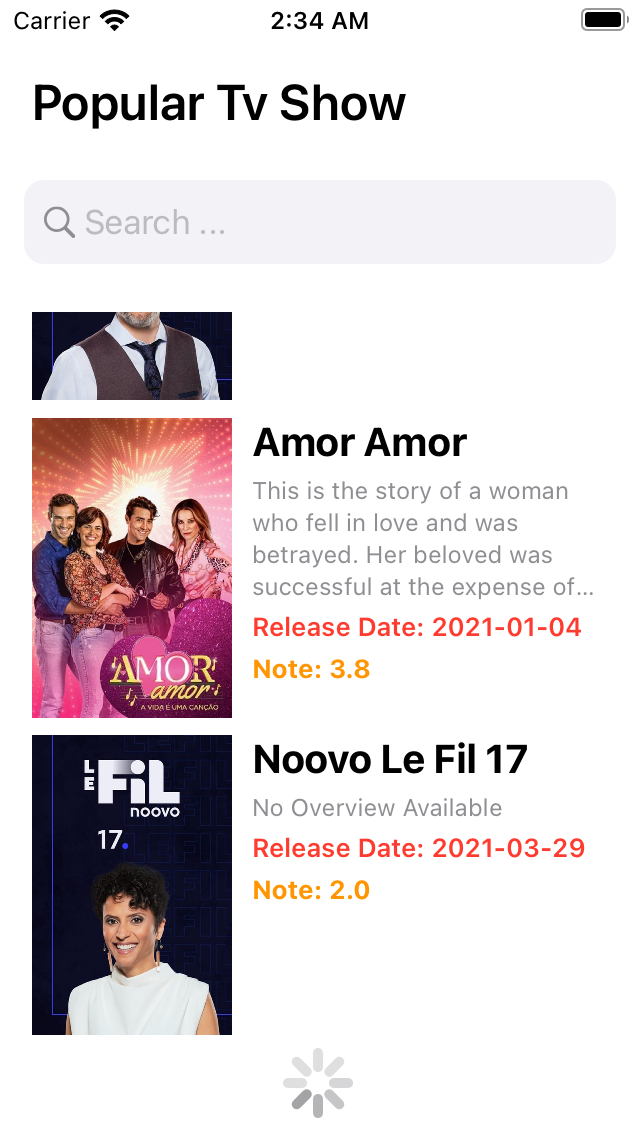 Carrier
2:34 AM
Popular Tv Show
Search ...
Amor Amor
This is the story of a woman
who fell in love and was
betrayed. Her beloved was
successful at the expense of...
Release Date: 2021-01-04
Note: 3.8
AMOR
amor
A VIDA É UMA CANÇÃO
Noovo Le Fil 17
No Overview Available
Release Date: 2021-03-29
Note: 2.0
LE
FiL
noovo
17.